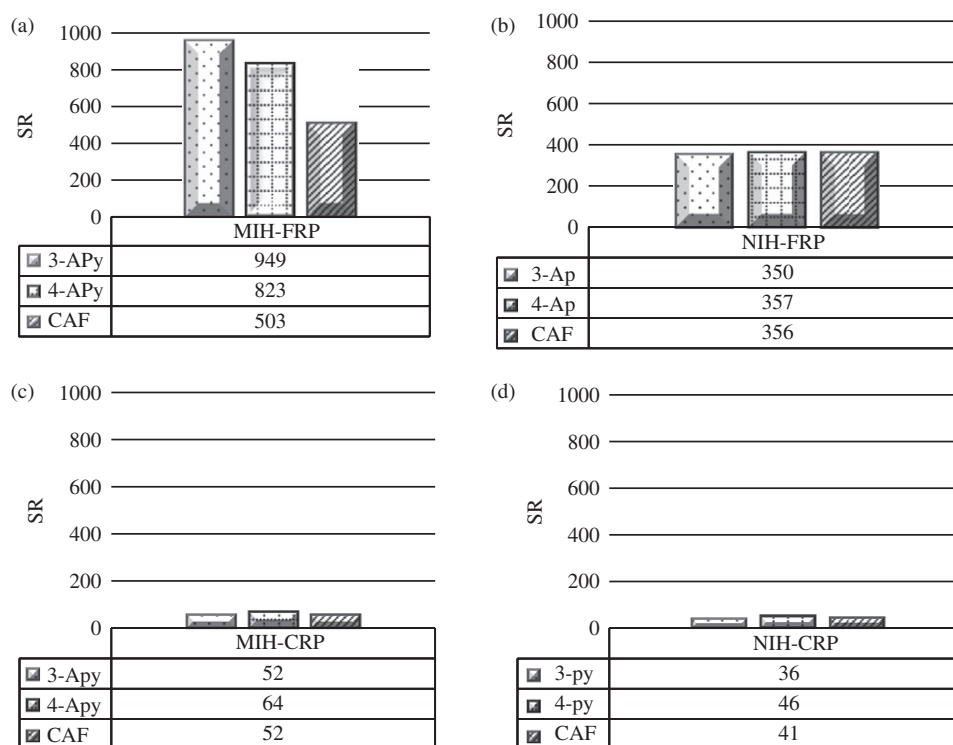 (a)
1000
800
600
400
200
0
SR
MIH-FRP
3-APy 949
4-APy 823
CAF 503
(b)
1000
800
600
400
200
0
SR
NIH-FRP
3-Ap 350
4-Ap 357
CAF 356
(c)
1000
800
600
400
200
0
SR
MIH-CRP
3-Apy 52
4-Apy 64
CAF 52
(d)
1000
800
600
400
200
0
SR
NIH-CRP
3-py 36
4-py 46
CAF 41